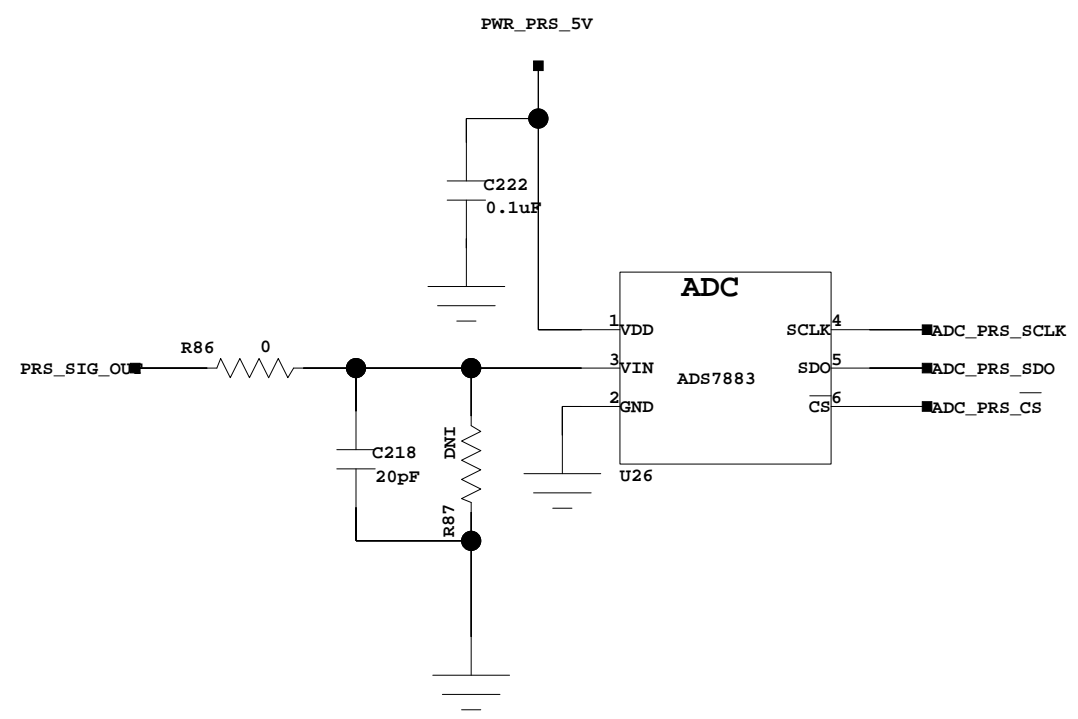 PWR_PRS_5V
C222
0.1uF
ADC
1
VDD
SCLK
4
ADC_PRS_SCLK
R86
0
PRS_SIG_OUT
3
VIN
ADS7883
SDO
5
ADC_PRS_SDO
2
GND
CS
6
ADC_PRS_CS
DNI
C218
20pF
U26
R87